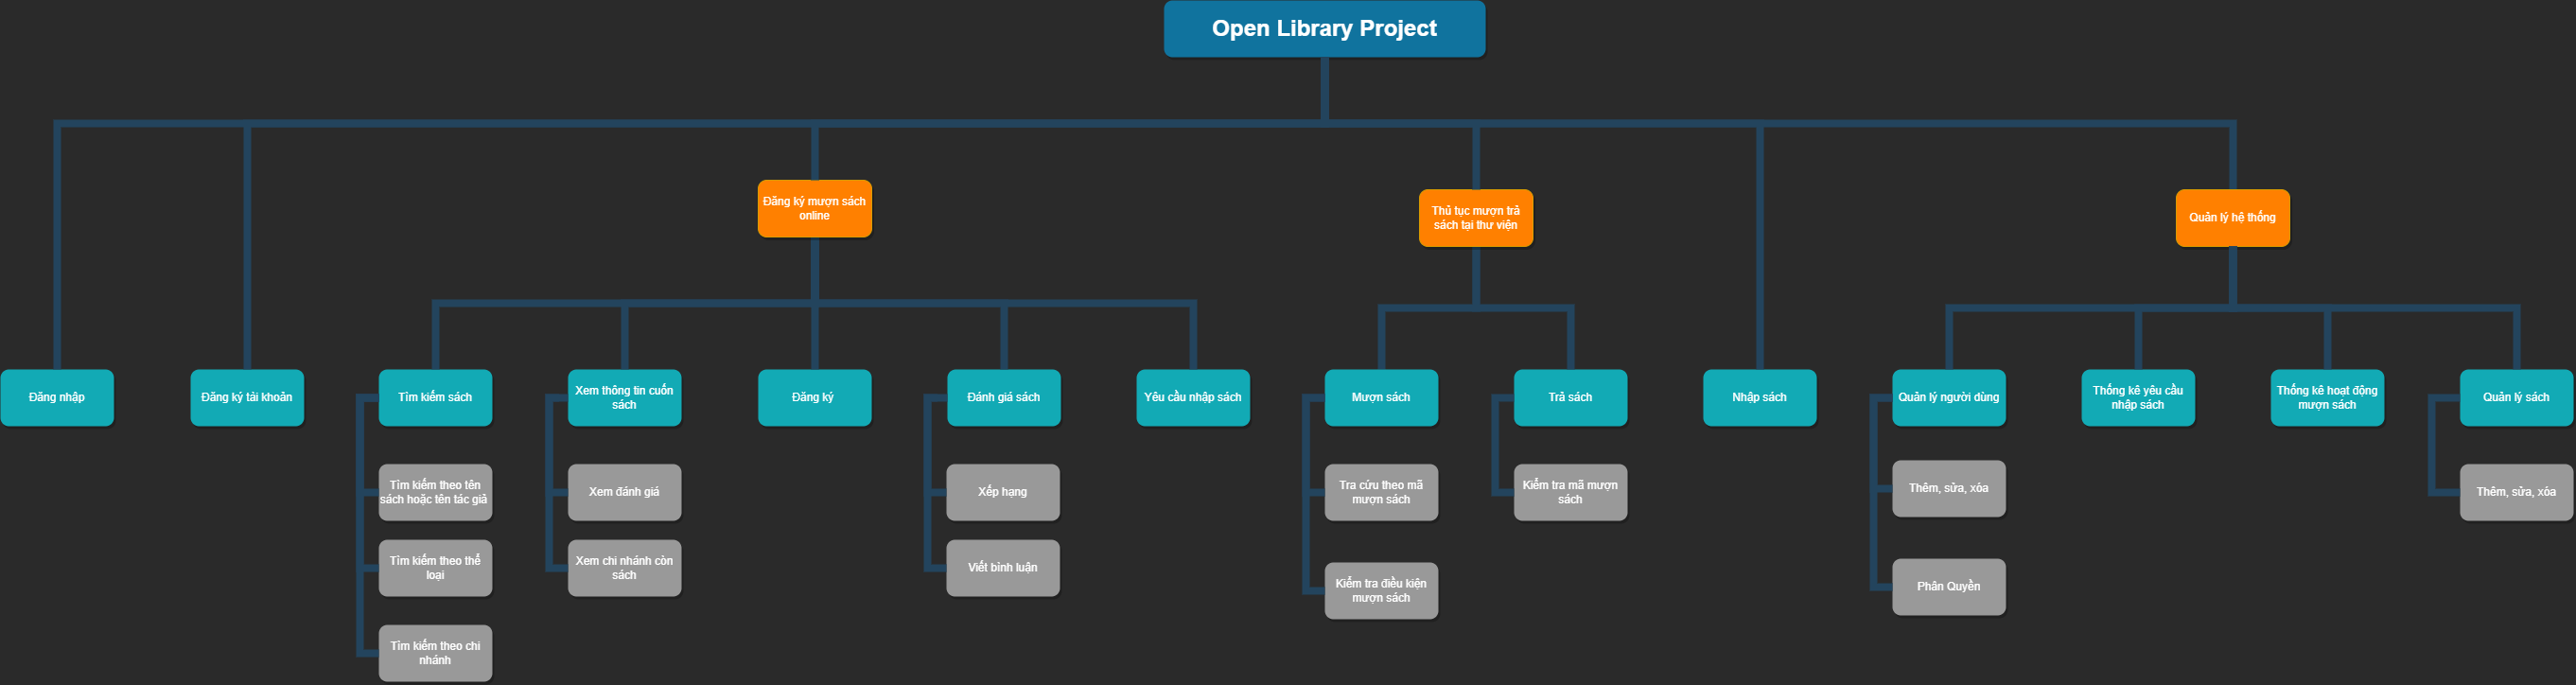 Open Library Project
Đăng ký mượn sách
online
Thủ tục mượn trả
sách tại thư viện
Quản lý hệ thống
Đăng nhập
Đăng ký tài khoản
Tìm kiếm sách
Xem thông tin cuốn
sách
Đăng ký
Đánh giá sách
Yêu cầu nhập sách
Mượn sách
Trả sách
Nhập sách
Quản lý người dùng
Thống kê yêu cầu
nhập sách
Thống kê hoạt động
mượn sách
Quản lý sách
Tìm kiếm theo tên
sách hoặc tên tác giả
Xem đánh giá
Xếp hạng
Tra cứu theo mã
mượn sách
Kiểm tra mã mượn
sách
Thêm, sửa, xóa
Thêm, sửa, xóa
Tìm kiếm theo thể
loại
Xem chi nhánh còn
sách
Viết bình luận
Kiểm tra điều kiện
mượn sách
Phân Quyền
Tìm kiếm theo chi
nhánh